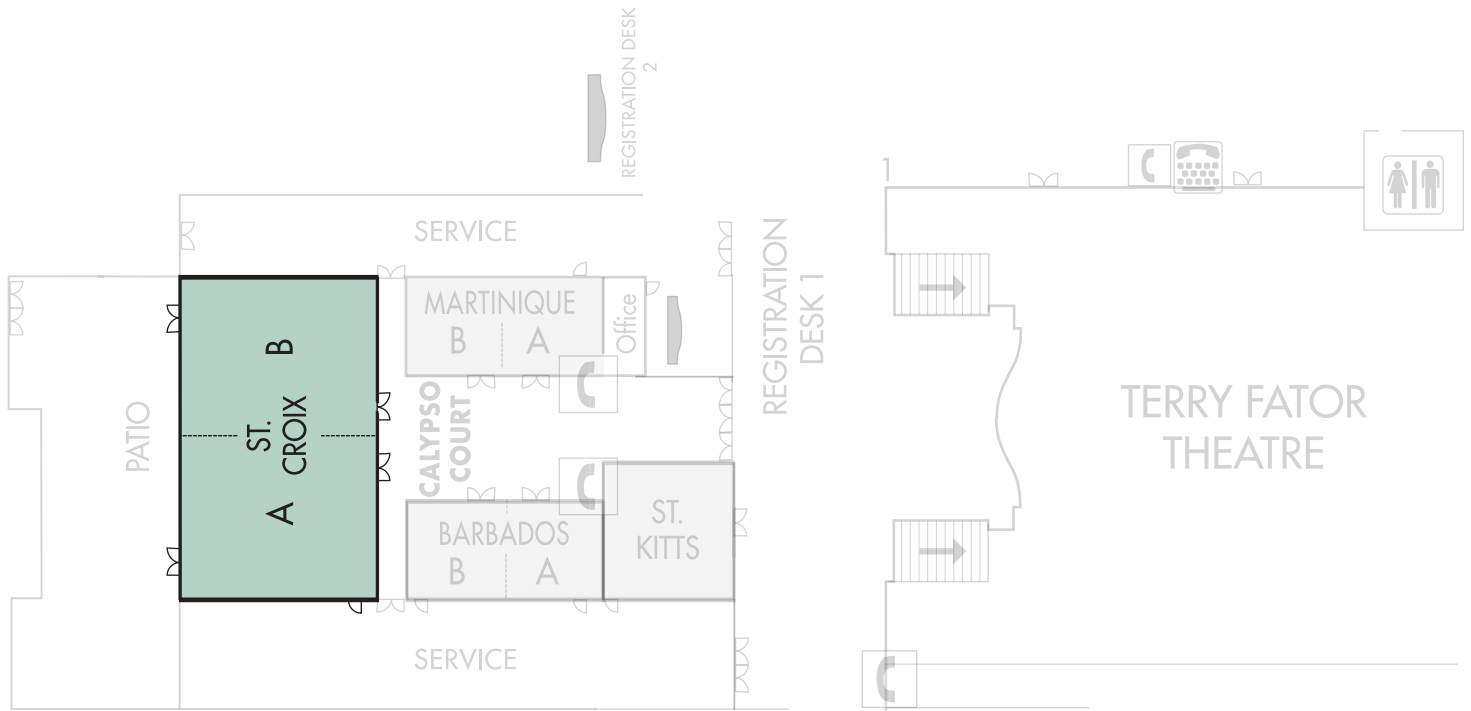 REGISTRATION DESK
2
SERVICE
MARTINIQUE
B
A
Office
REGISTRATION
DESK 1
1
PATIO
B
ST.
CROIX
A
CALYPSO
COURT
BARBADOS
B
A
ST.
KITTS
SERVICE
TERRY FATOR
THEATRE